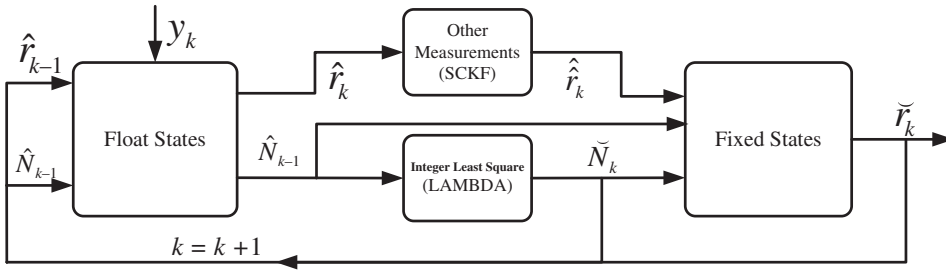 y_k
r̂_{k-1}
N̂_{k-1}
Float States
r̂_k
N̂_{k-1}
Other
Measurements
(SCKF)
Integer Least Square
(LAMBDA)
r̂̂_k
N̆_k
Fixed States
r̆_k
k = k +1